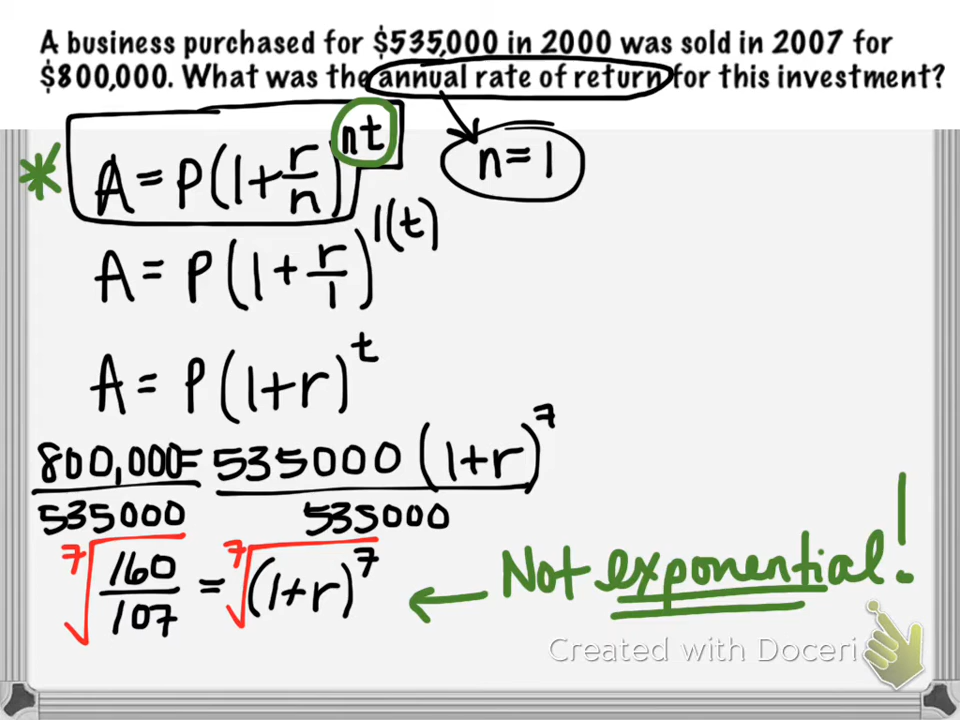 A business purchased for $535,000 in 2000 was sold in 2007 for
$800,000. What was the annual rate of return for this investment?
* A = P(1+r/n)^nt
n=1
A = P(1+r/1)^1(t)
A = P(1+r)^t
800,000/535000 = 535000(1+r)^7/535000
⁷√160/107 = ⁷√(1+r)^7
← Not exponential!
Created with Doceri